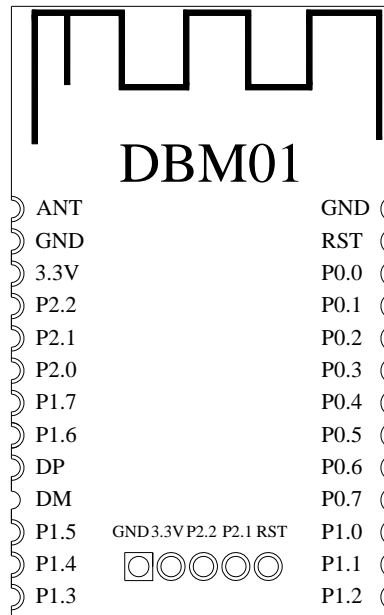 DBM01
ANT GND
GND RST
3.3V P0.0
P2.2 P0.1
P2.1 P0.2
P2.0 P0.3
P1.7 P0.4
P1.6 P0.5
DP P0.6
DM P0.7
P1.5 GND 3.3V P2.2 P2.1 RST P1.0
P1.4 P1.1
P1.3 P1.2